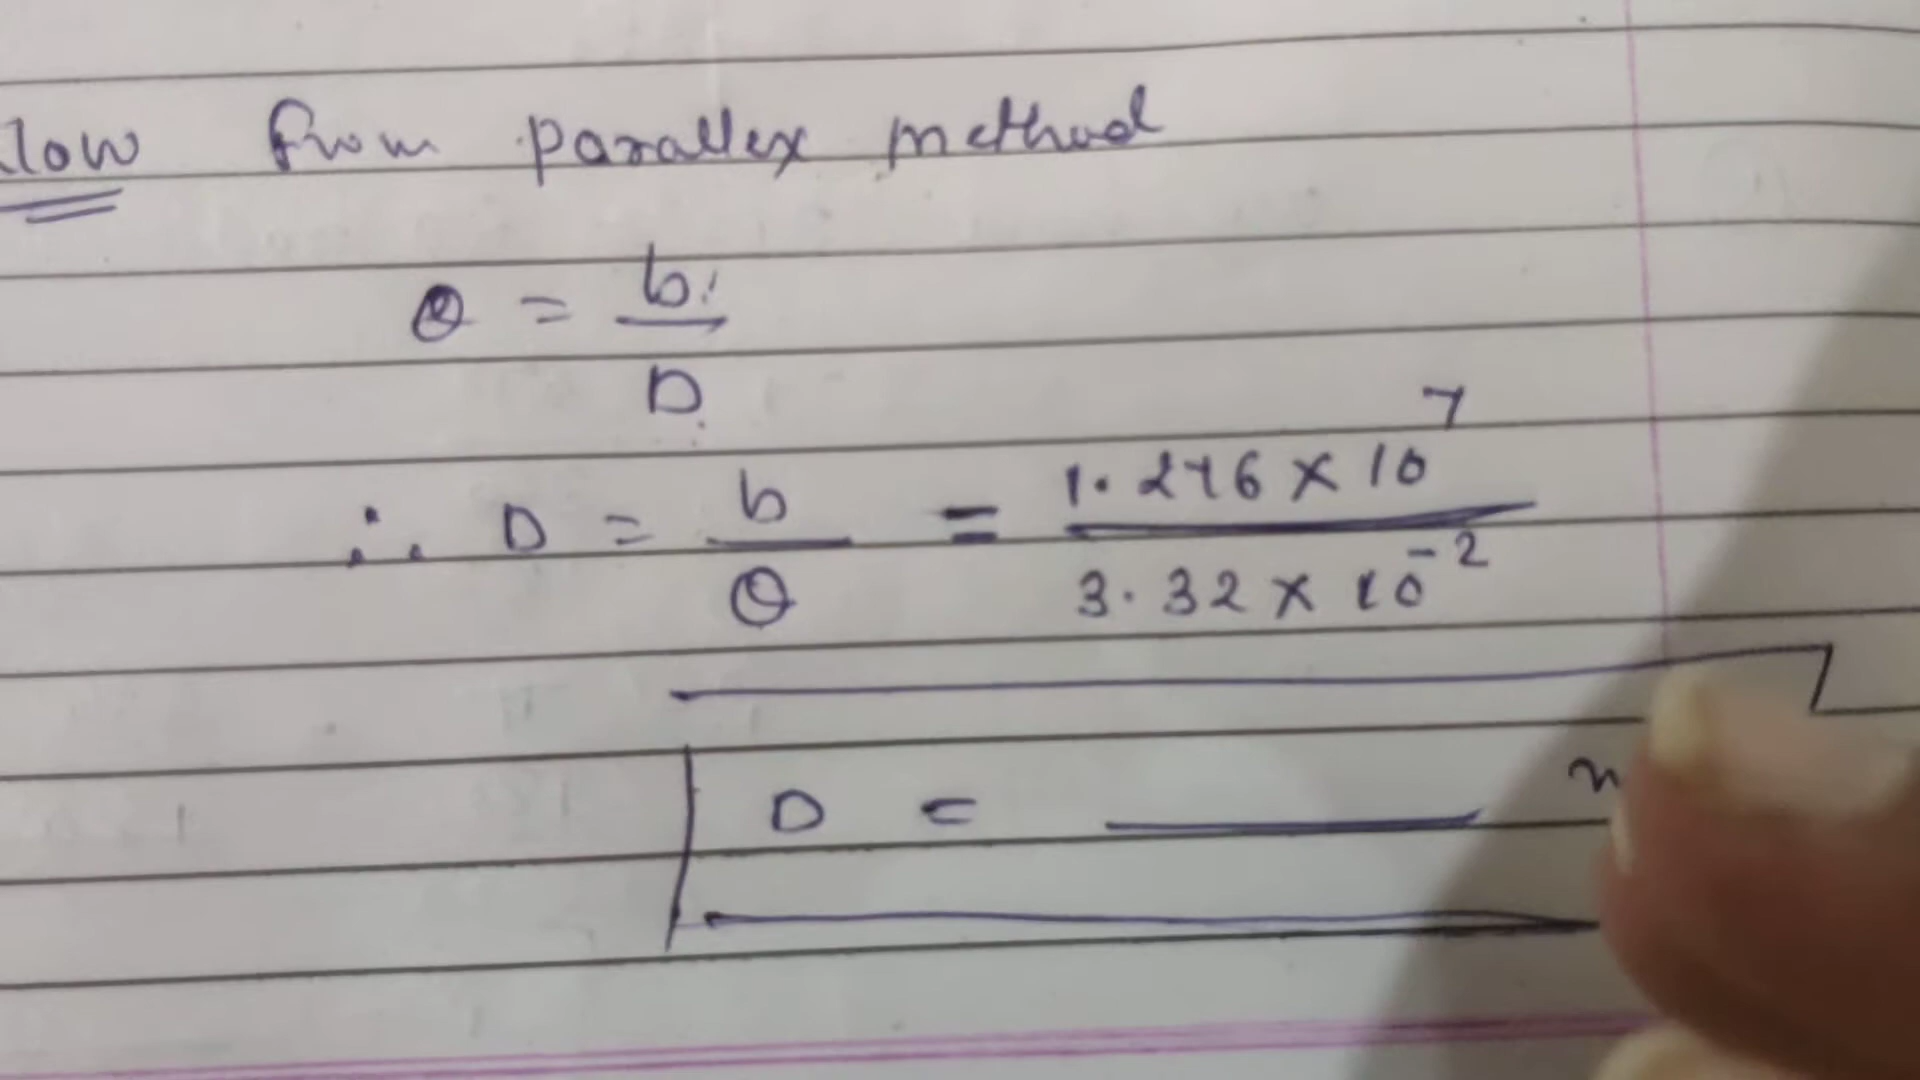 low from parallex method
θ = b
D
∴ D = b = 1.276 × 10^7
θ 3.32 × 10^-2
D =